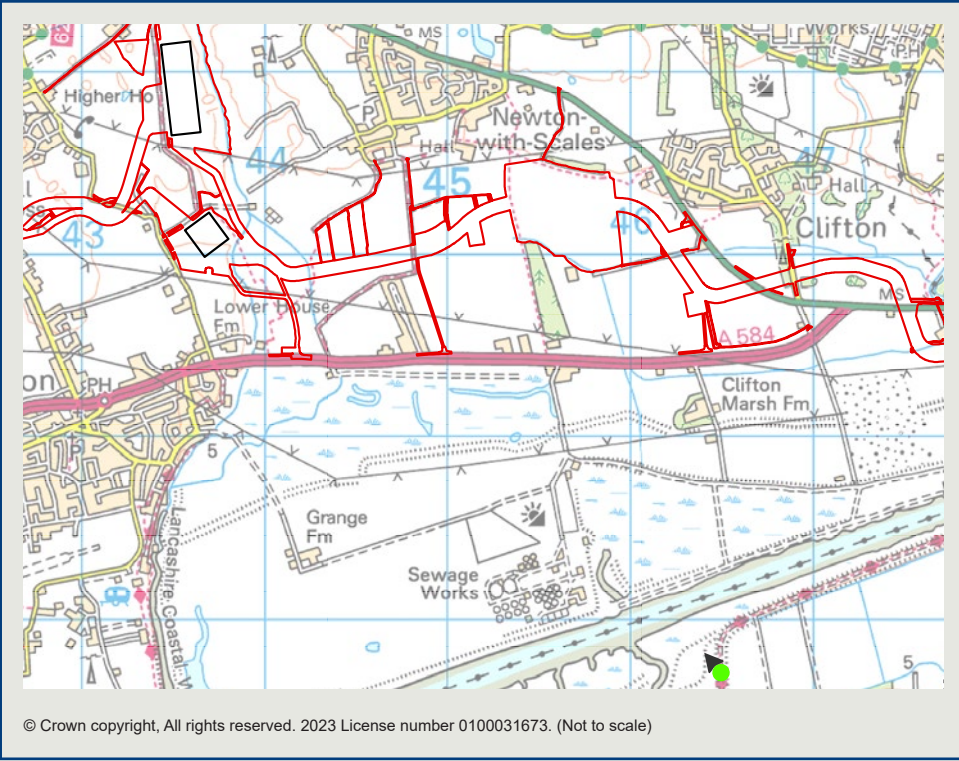 MS
Works
P.H
Higher Ho
P
Newton-
with-Scales
Hall
44
45
47
Hall
46
43
Clifton
Lower House
Fm
MS
A 584
on
PH
Clifton
Marsh Fm
P
5
Lancashire Coastal
Grange
Fm
Sewage
Works
5
© Crown copyright, All rights reserved. 2023 License number 0100031673. (Not to scale)